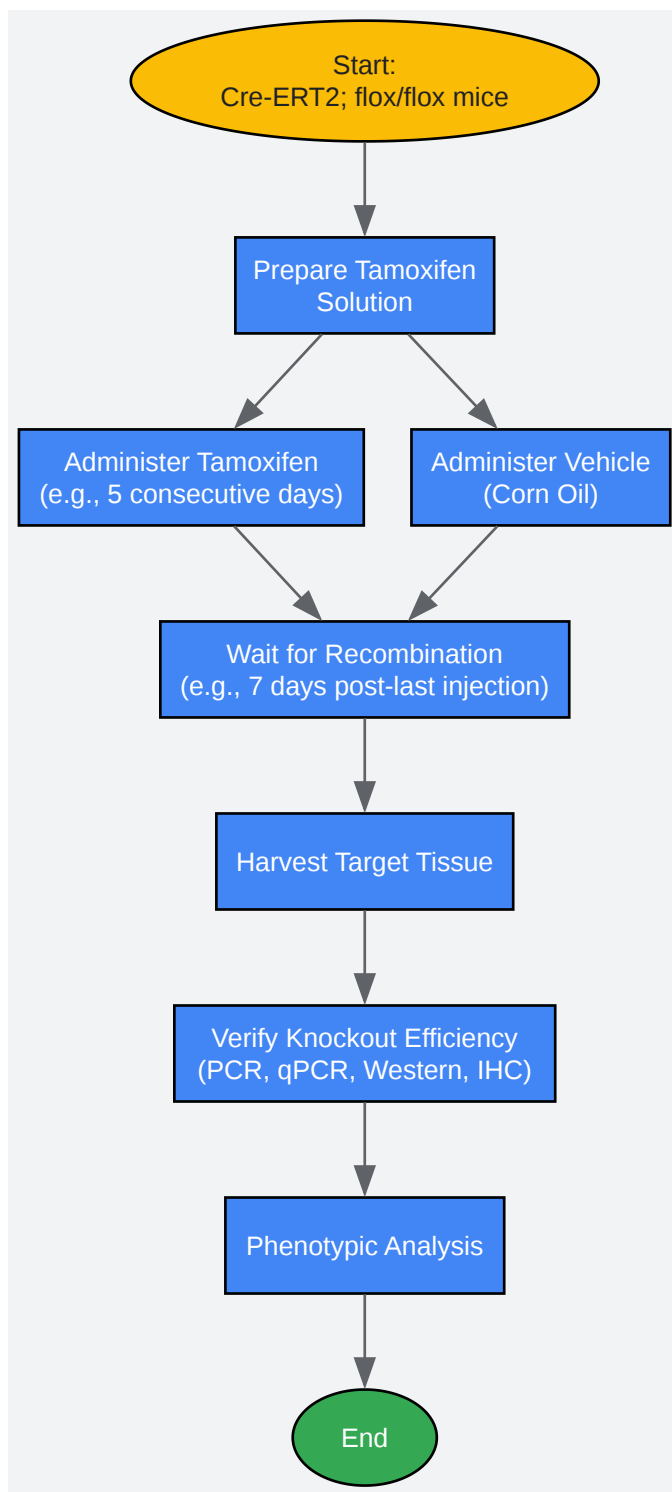 Start:
Cre-ERT2; flox/flox mice
Prepare Tamoxifen
Solution
Administer Tamoxifen
(e.g., 5 consecutive days)
Administer Vehicle
(Corn Oil)
Wait for Recombination
(e.g., 7 days post-last injection)
Harvest Target Tissue
Verify Knockout Efficiency
(PCR, qPCR, Western, IHC)
Phenotypic Analysis
End